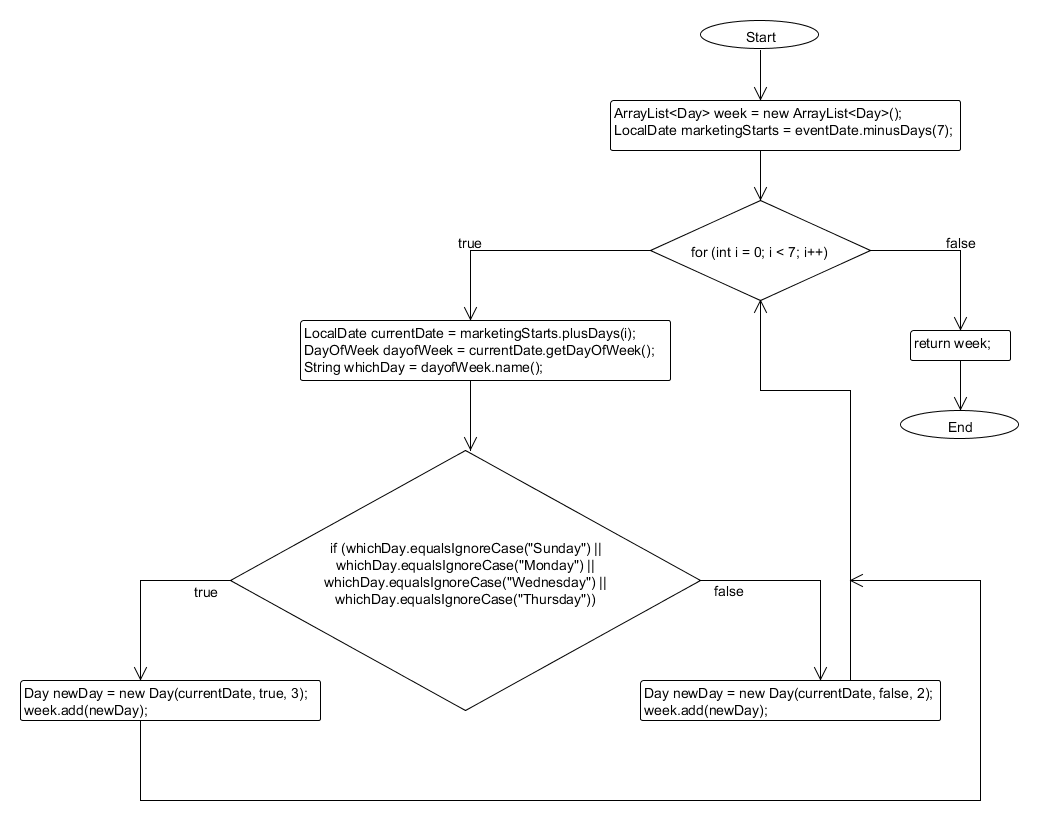 Start
ArrayList<Day> week = new ArrayList<Day>();
LocalDate marketingStarts = eventDate.minusDays(7);
for (int i = 0; i < 7; i++)
true
false
LocalDate currentDate = marketingStarts.plusDays(i);
DayOfWeek dayofWeek = currentDate.getDayOfWeek();
String whichDay = dayofWeek.name();
return week;
End
if (whichDay.equalsIgnoreCase("Sunday") ||
whichDay.equalsIgnoreCase("Monday") ||
whichDay.equalsIgnoreCase("Wednesday") ||
whichDay.equalsIgnoreCase("Thursday"))
true
false
Day newDay = new Day(currentDate, true, 3);
week.add(newDay);
Day newDay = new Day(currentDate, false, 2);
week.add(newDay);